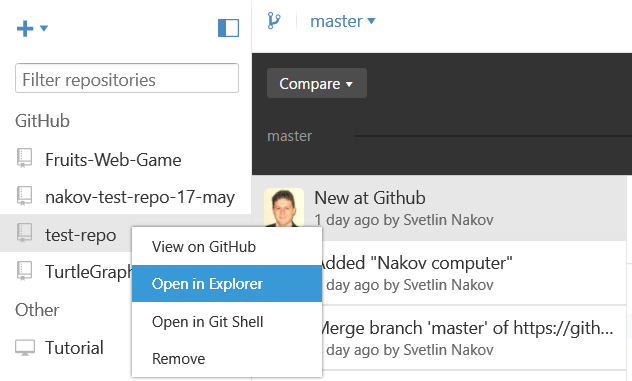 master
Filter repositories
Compare
GitHub
master
Fruits-Web-Game
nakov-test-repo-17-may
New at Github
1 day ago by Svetlin Nakov
test-repo
View on GitHub
Added "Nakov computer"
TurtleGraph
Open in Explorer
day ago by Svetlin Nakov
Other
Open in Git Shell
Merge branch 'master' of https://gith...
Tutorial
day ago by Svetlin Nakov
Remove